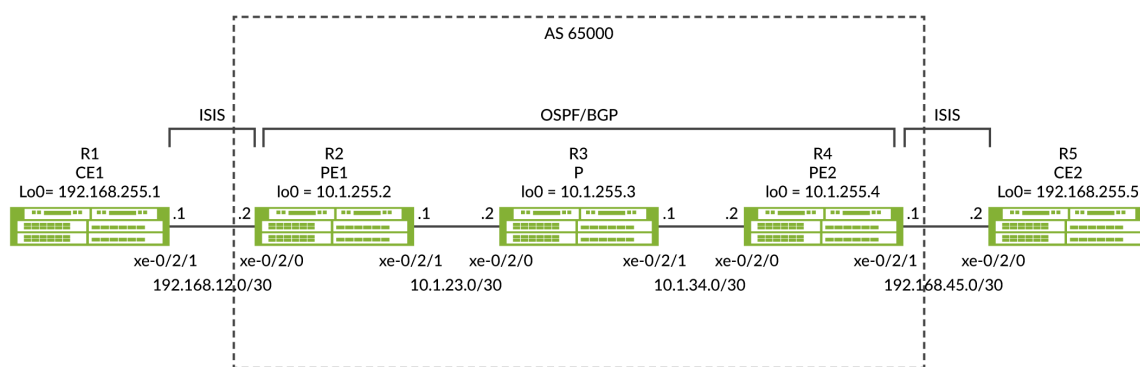 AS 65000
ISIS
OSPF/BGP
ISIS
R1
CE1
Lo0= 192.168.255.1
R2
PE1
lo0 = 10.1.255.2
R3
P
lo0 = 10.1.255.3
R4
PE2
lo0 = 10.1.255.4
R5
CE2
Lo0= 192.168.255.5
.1
.2
.1
.2
.1
.2
.1
.2
xe-0/2/1
xe-0/2/0
xe-0/2/1
xe-0/2/0
xe-0/2/1
xe-0/2/0
xe-0/2/1
xe-0/2/0
192.168.12.0/30
10.1.23.0/30
10.1.34.0/30
192.168.45.0/30